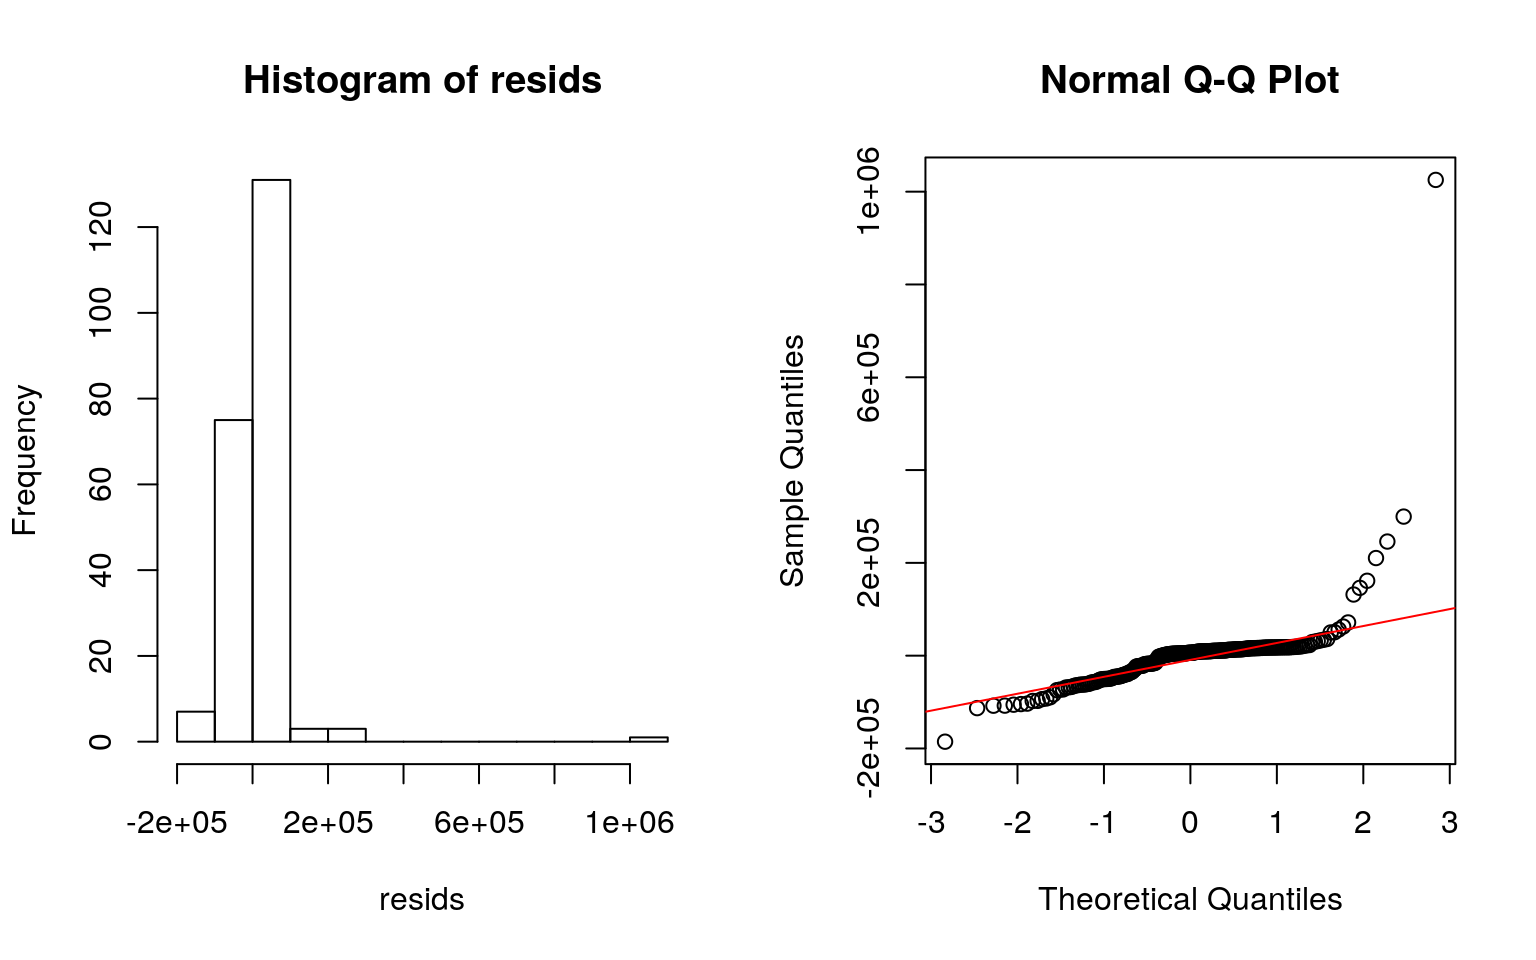 Histogram of resids
Frequency
0
20
40
60
80
100
120
-2e+05
2e+05
6e+05
1e+06
resids
Normal Q-Q Plot
Sample Quantiles
-2e+05
2e+05
6e+05
1e+06
-3
-2
-1
0
1
2
3
Theoretical Quantiles